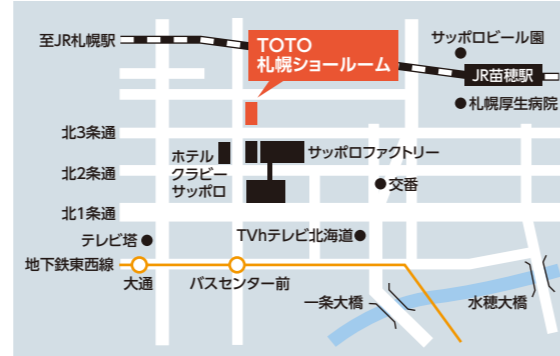 至JR札幌駅
TOTO
札幌ショールーム
サッポロビール園
JR苗穂駅
札幌厚生病院
北3条通
ホテル
クラビー
サッポロ
サッポロファクトリー
北2条通
交番
北1条通
テレビ塔
TVhテレビ北海道
地下鉄東西線
大通
バスセンター前
一条大橋
水穂大橋